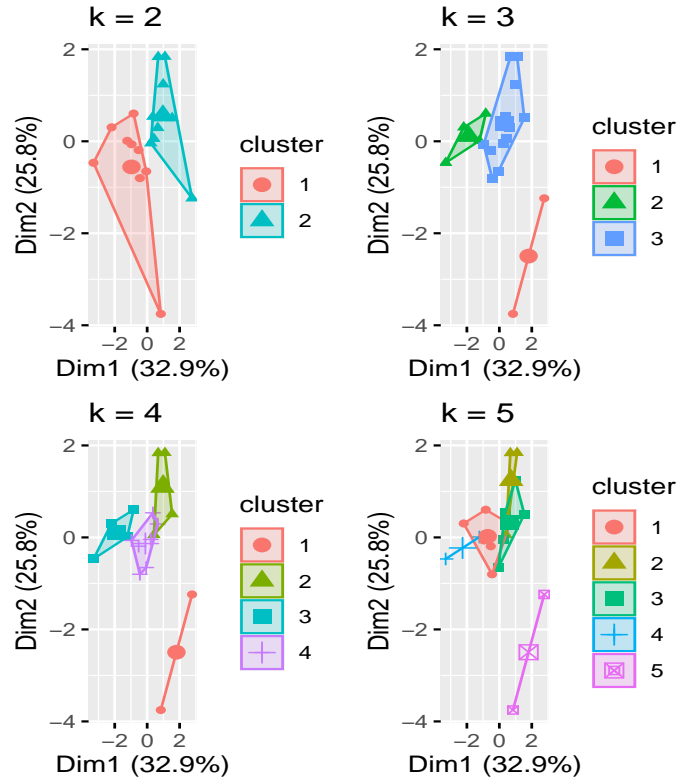 k = 2
Dim2 (25.8%)
2
0
−2
−4
−2 0 2
Dim1 (32.9%)
cluster
1
2
k = 3
Dim2 (25.8%)
2
0
−2
−4
−2 0 2
Dim1 (32.9%)
cluster
1
2
3
k = 4
Dim2 (25.8%)
2
0
−2
−4
−2 0 2
Dim1 (32.9%)
cluster
1
2
3
4
k = 5
Dim2 (25.8%)
2
0
−2
−4
−2 0 2
Dim1 (32.9%)
cluster
1
2
3
4
5